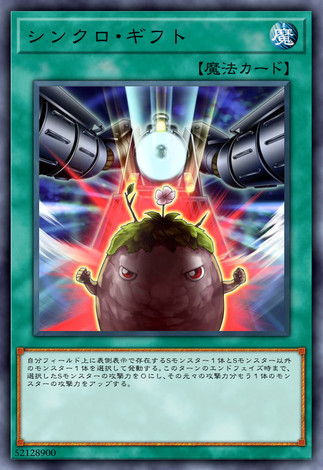 シンクロ・ギフト
魔
【魔法カード】
自分フィールド上に表側表示で存在するSモンスター1体とSモンスター以外
のモンスター1体を選択して発動する。このターンのエンドフェイズ時まで、
選択したSモンスターの攻撃力を0にし、その元々の攻撃力分もう1体のモン
スターの攻撃力をアップする。
52128900